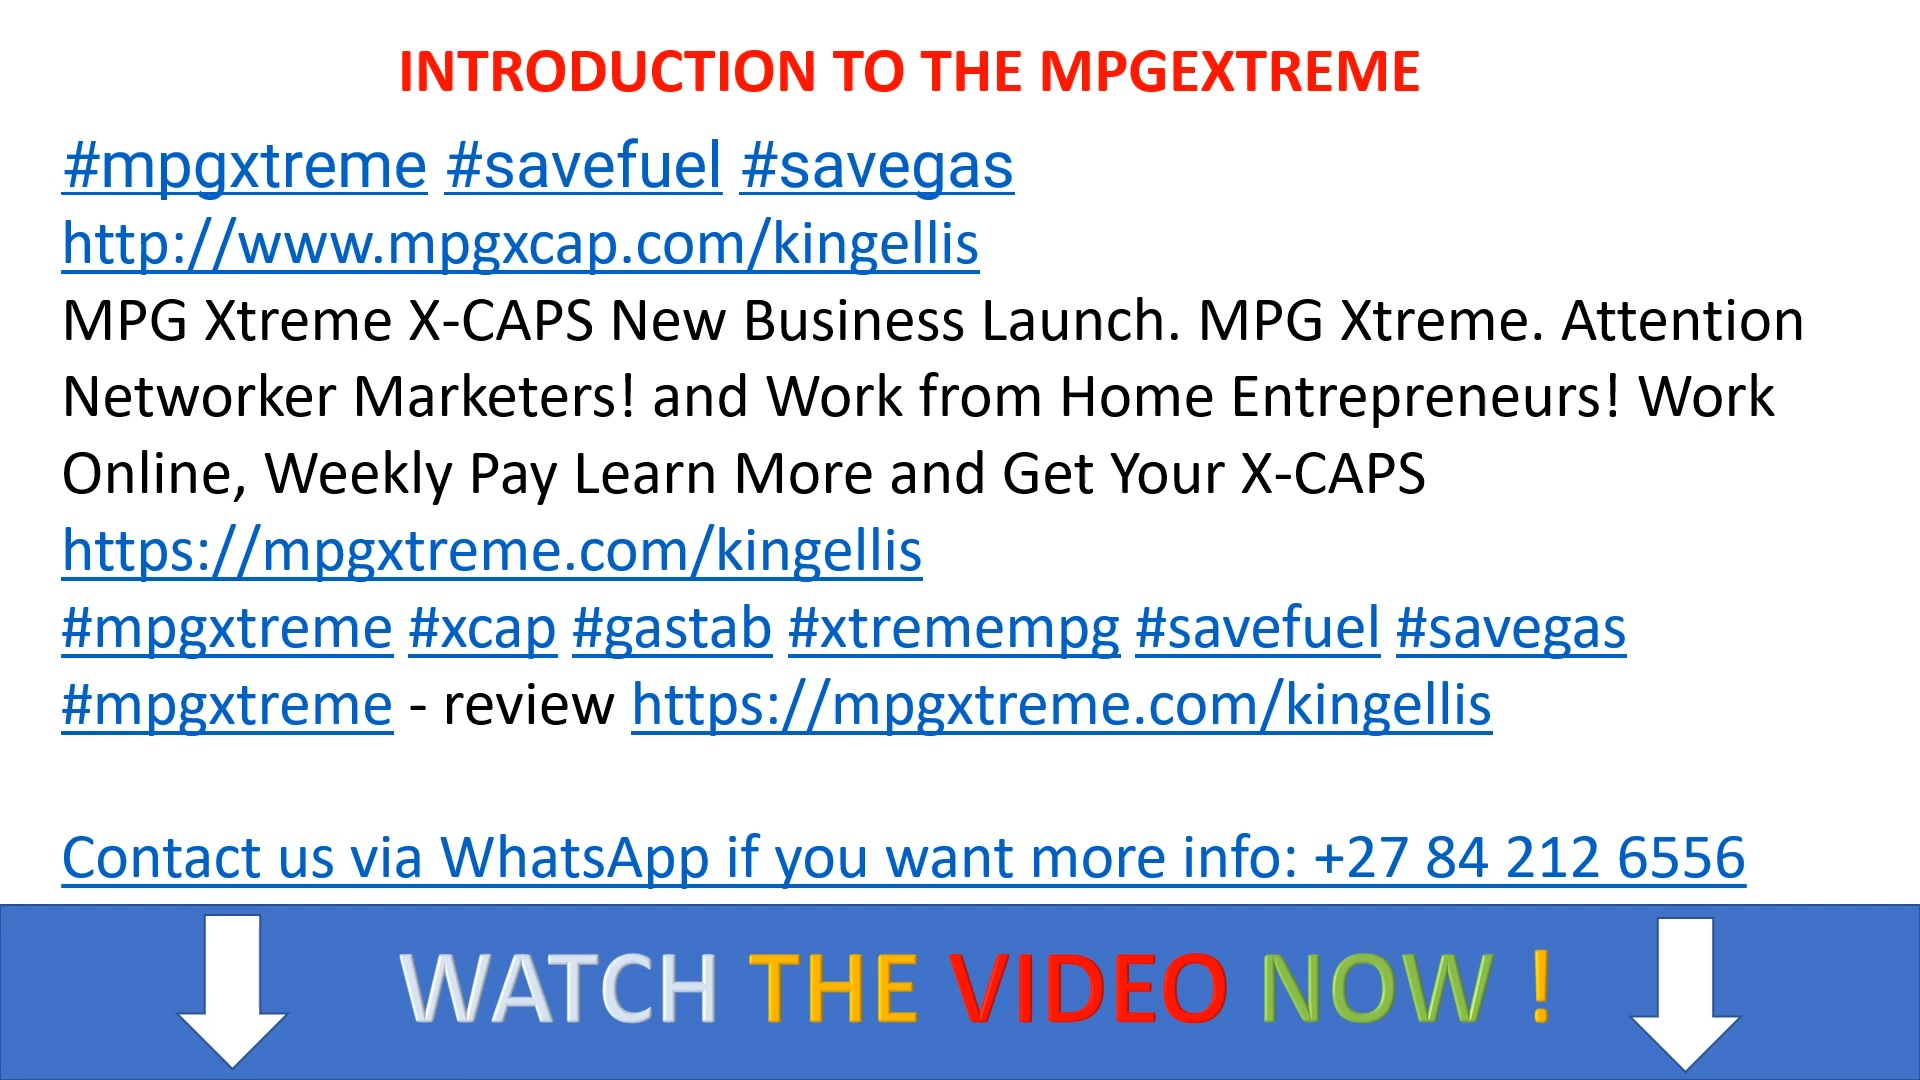 INTRODUCTION TO THE MPGEXTREME
#mpgxtreme #savefuel #savegas
http://www.mpgxcap.com/kingellis
MPG Xtreme X-CAPS New Business Launch. MPG Xtreme. Attention
Networker Marketers! and Work from Home Entrepreneurs! Work
Online, Weekly Pay Learn More and Get Your X-CAPS
https://mpgxtreme.com/kingellis
#mpgxtreme #xcap #gastab #xtremempg #savefuel #savegas
#mpgxtreme - review https://mpgxtreme.com/kingellis
Contact us via WhatsApp if you want more info: +27 84 212 6556
WATCH THE VIDEO NOW !